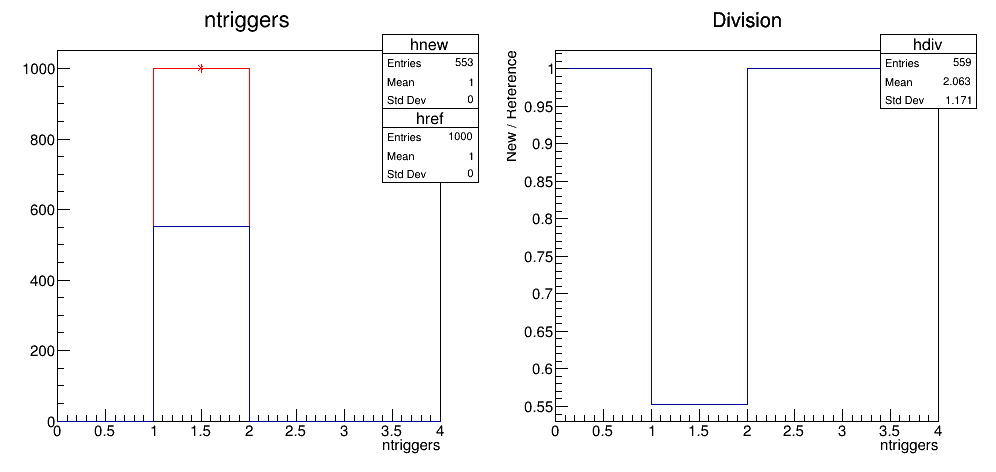 ntriggers
hnew
Entries 553
Mean 1
Std Dev 0
href
Entries 1000
Mean 1
Std Dev 0
1000
800
600
400
200
0
0 0.5 1 1.5 2 2.5 3 3.5 4
ntriggers
Division
hdiv
Entries 559
Mean 2.063
Std Dev 1.171
New / Reference
1
0.95
0.9
0.85
0.8
0.75
0.7
0.65
0.6
0.55
0 0.5 1 1.5 2 2.5 3 3.5 4
ntriggers